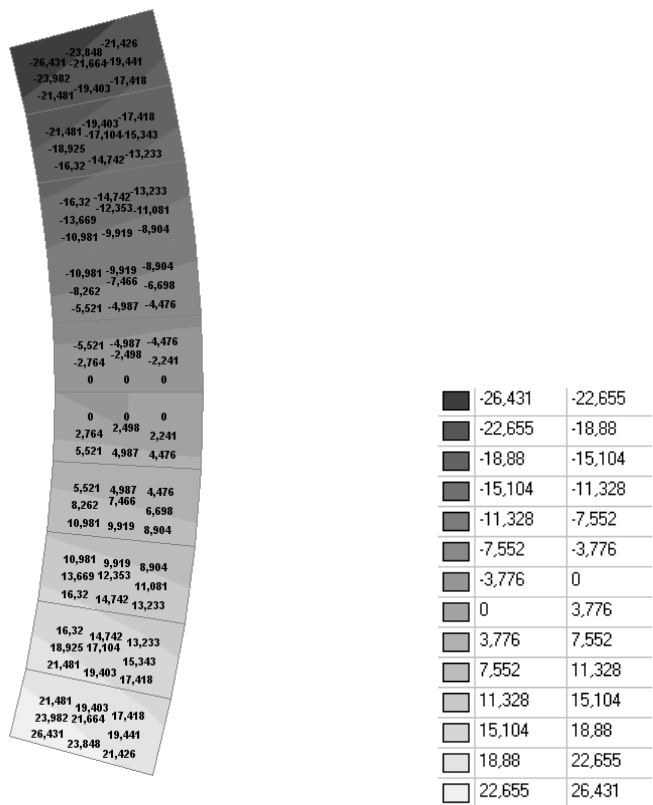 -21,426
-23,848
-26,431 -21,664 -19,441
-23,982
-17,418
-19,403
-21,481
-17,418
-19,403
-21,481 -17,104 -15,343
-18,925
-13,233
-14,742
-16,32
-13,233
-14,742
-16,32
-12,353 -11,081
-13,669
-8,904
-10,981 -9,919
-8,904
-10,981 -9,919
-7,466 -6,698
-8,262
-5,521 -4,987 -4,476
-5,521 -4,987 -4,476
-2,764 -2,498 -2,241
0 0 0
0 0 0
2,764 2,498 2,241
5,521 4,987 4,476
5,521 4,987 4,476
8,262 7,466 6,698
10,981 9,919 8,904
10,981 9,919 8,904
13,669 12,353 11,081
16,32 14,742 13,233
16,32 14,742 13,233
18,925 17,104 15,343
21,481 19,403 17,418
21,481 19,403 17,418
23,982 21,664 19,441
26,431 23,848 21,426
-26,431 -22,655
-22,655 -18,88
-18,88 -15,104
-15,104 -11,328
-11,328 -7,552
-7,552 -3,776
-3,776 0
0 3,776
3,776 7,552
7,552 11,328
11,328 15,104
15,104 18,88
18,88 22,655
22,655 26,431